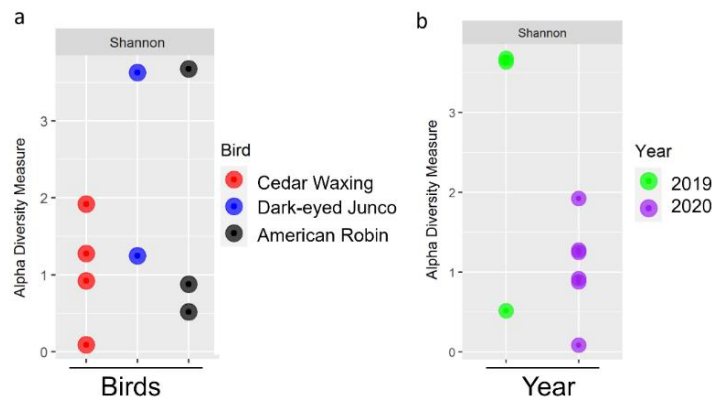 a
Shannon
Alpha Diversity Measure
3
2
1
0
Birds
Bird
Cedar Waxing
Dark-eyed Junco
American Robin
b
Shannon
Alpha Diversity Measure
3
2
1
0
Year
Year
2019
2020